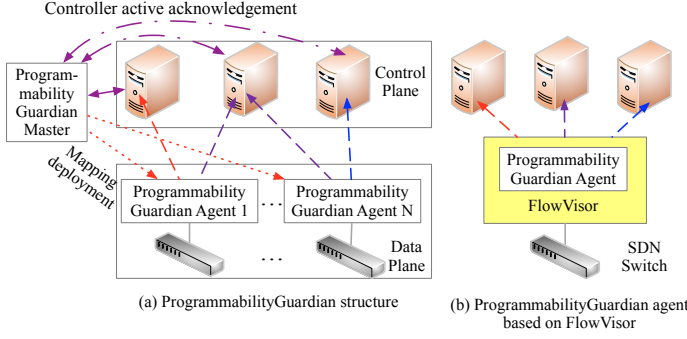 Controller active acknowledgement
Program-
mability
Guardian
Master
Control
Plane
Mapping
deployment
Programmability
Guardian Agent 1
...
Programmability
Guardian Agent N
...
Data
Plane
(a) ProgrammabilityGuardian structure
Programmability
Guardian Agent
FlowVisor
SDN
Switch
(b) ProgrammabilityGuardian agent
based on FlowVisor